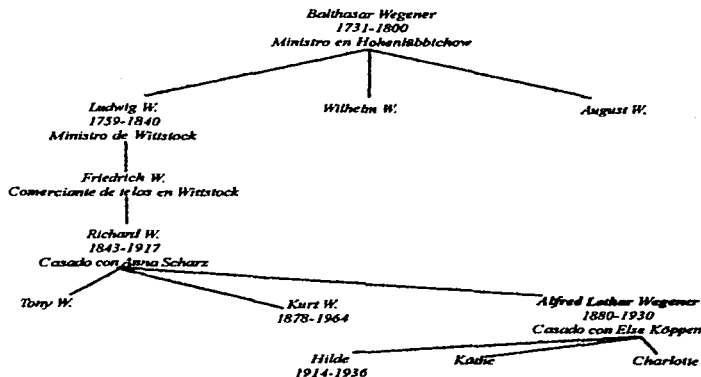 Balthasar Wegener
1731-1800
Ministro en Hohenlübbichow
Ludwig W.
1759-1840
Ministro de Wittstock
Wilhelm W.
August W.
Friedrich W.
Comerciante de telas en Wittstock
Richard W.
1843-1917
Casado con Anna Scharz
Tony W.
Kurt W.
1878-1964
Alfred Lothar Wegener
1880-1930
Casado con Else Köppen
Hilde
1914-1936
Käthe
Charlotte